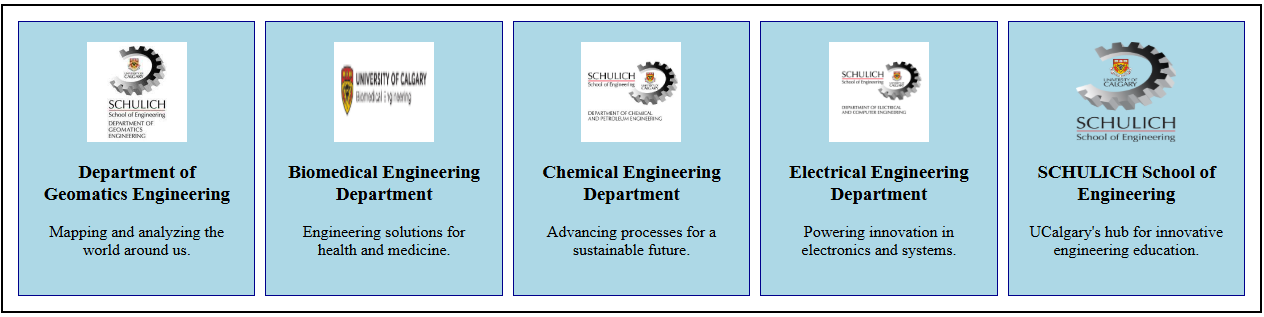 UNIVERSITY OF
CALGARY
SCHULICH
School of Engineering
DEPARTMENT OF
GEOMATICS
ENGINEERING
Department of
Geomatics Engineering
Mapping and analyzing the
world around us.
UNIVERSITY OF CALGARY
Biomedical Engineering
Biomedical Engineering
Department
Engineering solutions for
health and medicine.
SCHULICH
School of Engineering
UNIVERSITY OF
CALGARY
DEPARTMENT OF CHEMICAL
AND PETROLEUM ENGINEERING
Chemical Engineering
Department
Advancing processes for a
sustainable future.
SCHULICH
School of Engineering
UNIVERSITY OF
CALGARY
DEPARTMENT OF ELECTRICAL
AND COMPUTER ENGINEERING
Electrical Engineering
Department
Powering innovation in
electronics and systems.
UNIVERSITY OF
CALGARY
SCHULICH
School of Engineering
SCHULICH School of
Engineering
UCalgary's hub for innovative
engineering education.